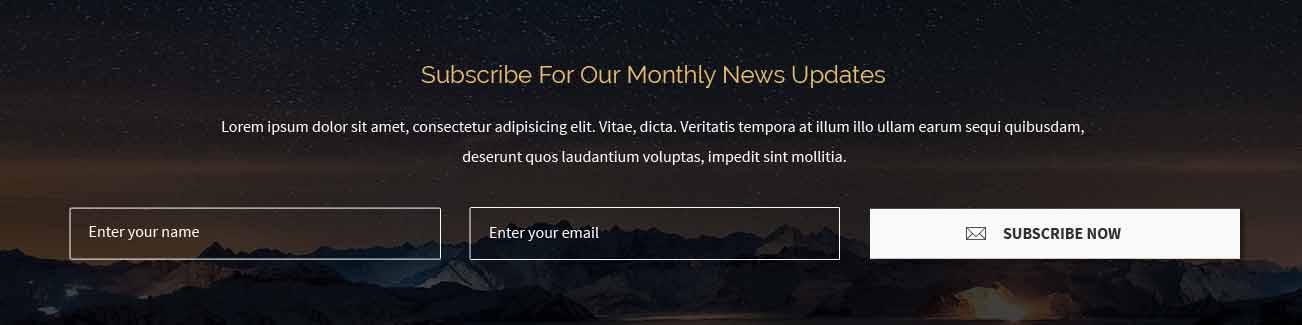 Subscribe For Our Monthly News Updates
Lorem ipsum dolor sit amet, consectetur adipisicing elit. Vitae, dicta. Veritatis tempora at illum illo ullam earum sequi quibusdam,
deserunt quos laudantium voluptas, impedit sint mollitia.
Enter your name
Enter your email
SUBSCRIBE NOW